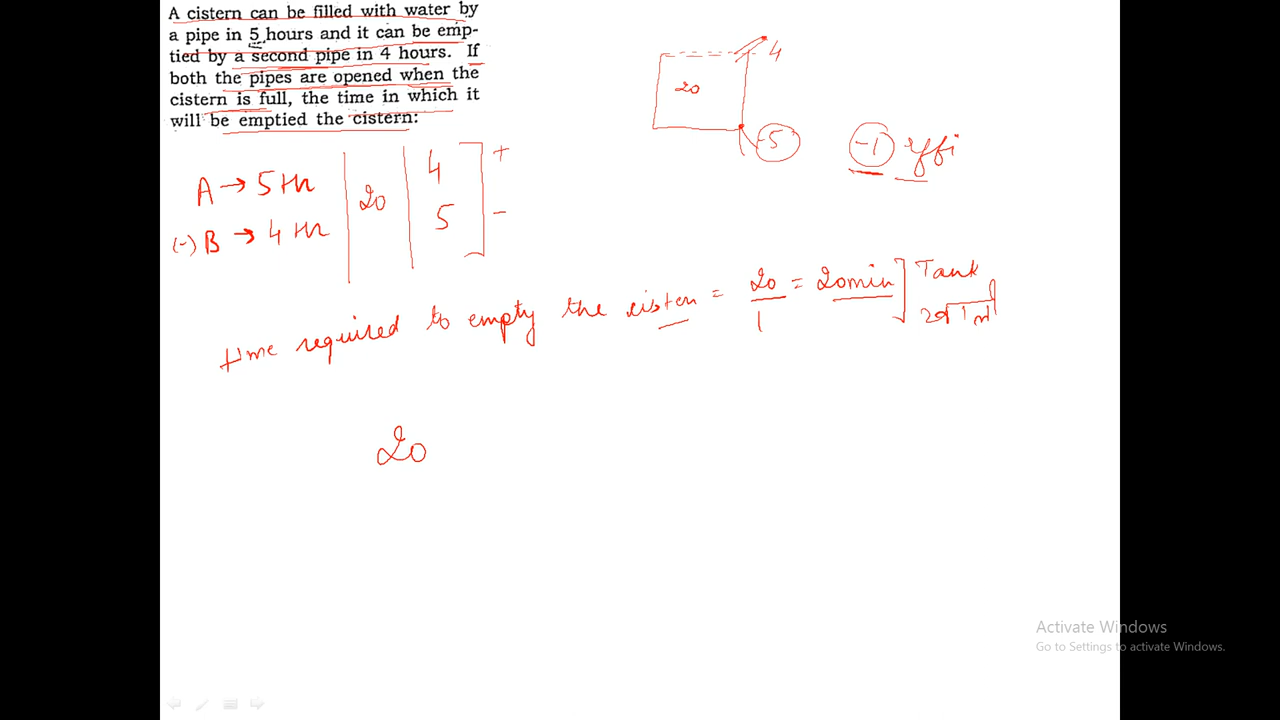 A cistern can be filled with water by
a pipe in 5 hours and it can be emp-
tied by a second pipe in 4 hours. If
both the pipes are opened when the
cistern is full, the time in which it
will be emptied the cistern:
4
20
-5
-1 effi
A → 5 Hr
(-) B → 4 Hr
20
4
5
+
-
time required to empty the cisten = 20/1 = 20min] Tank
20
Activate Windows
Go to Settings to activate Windows.